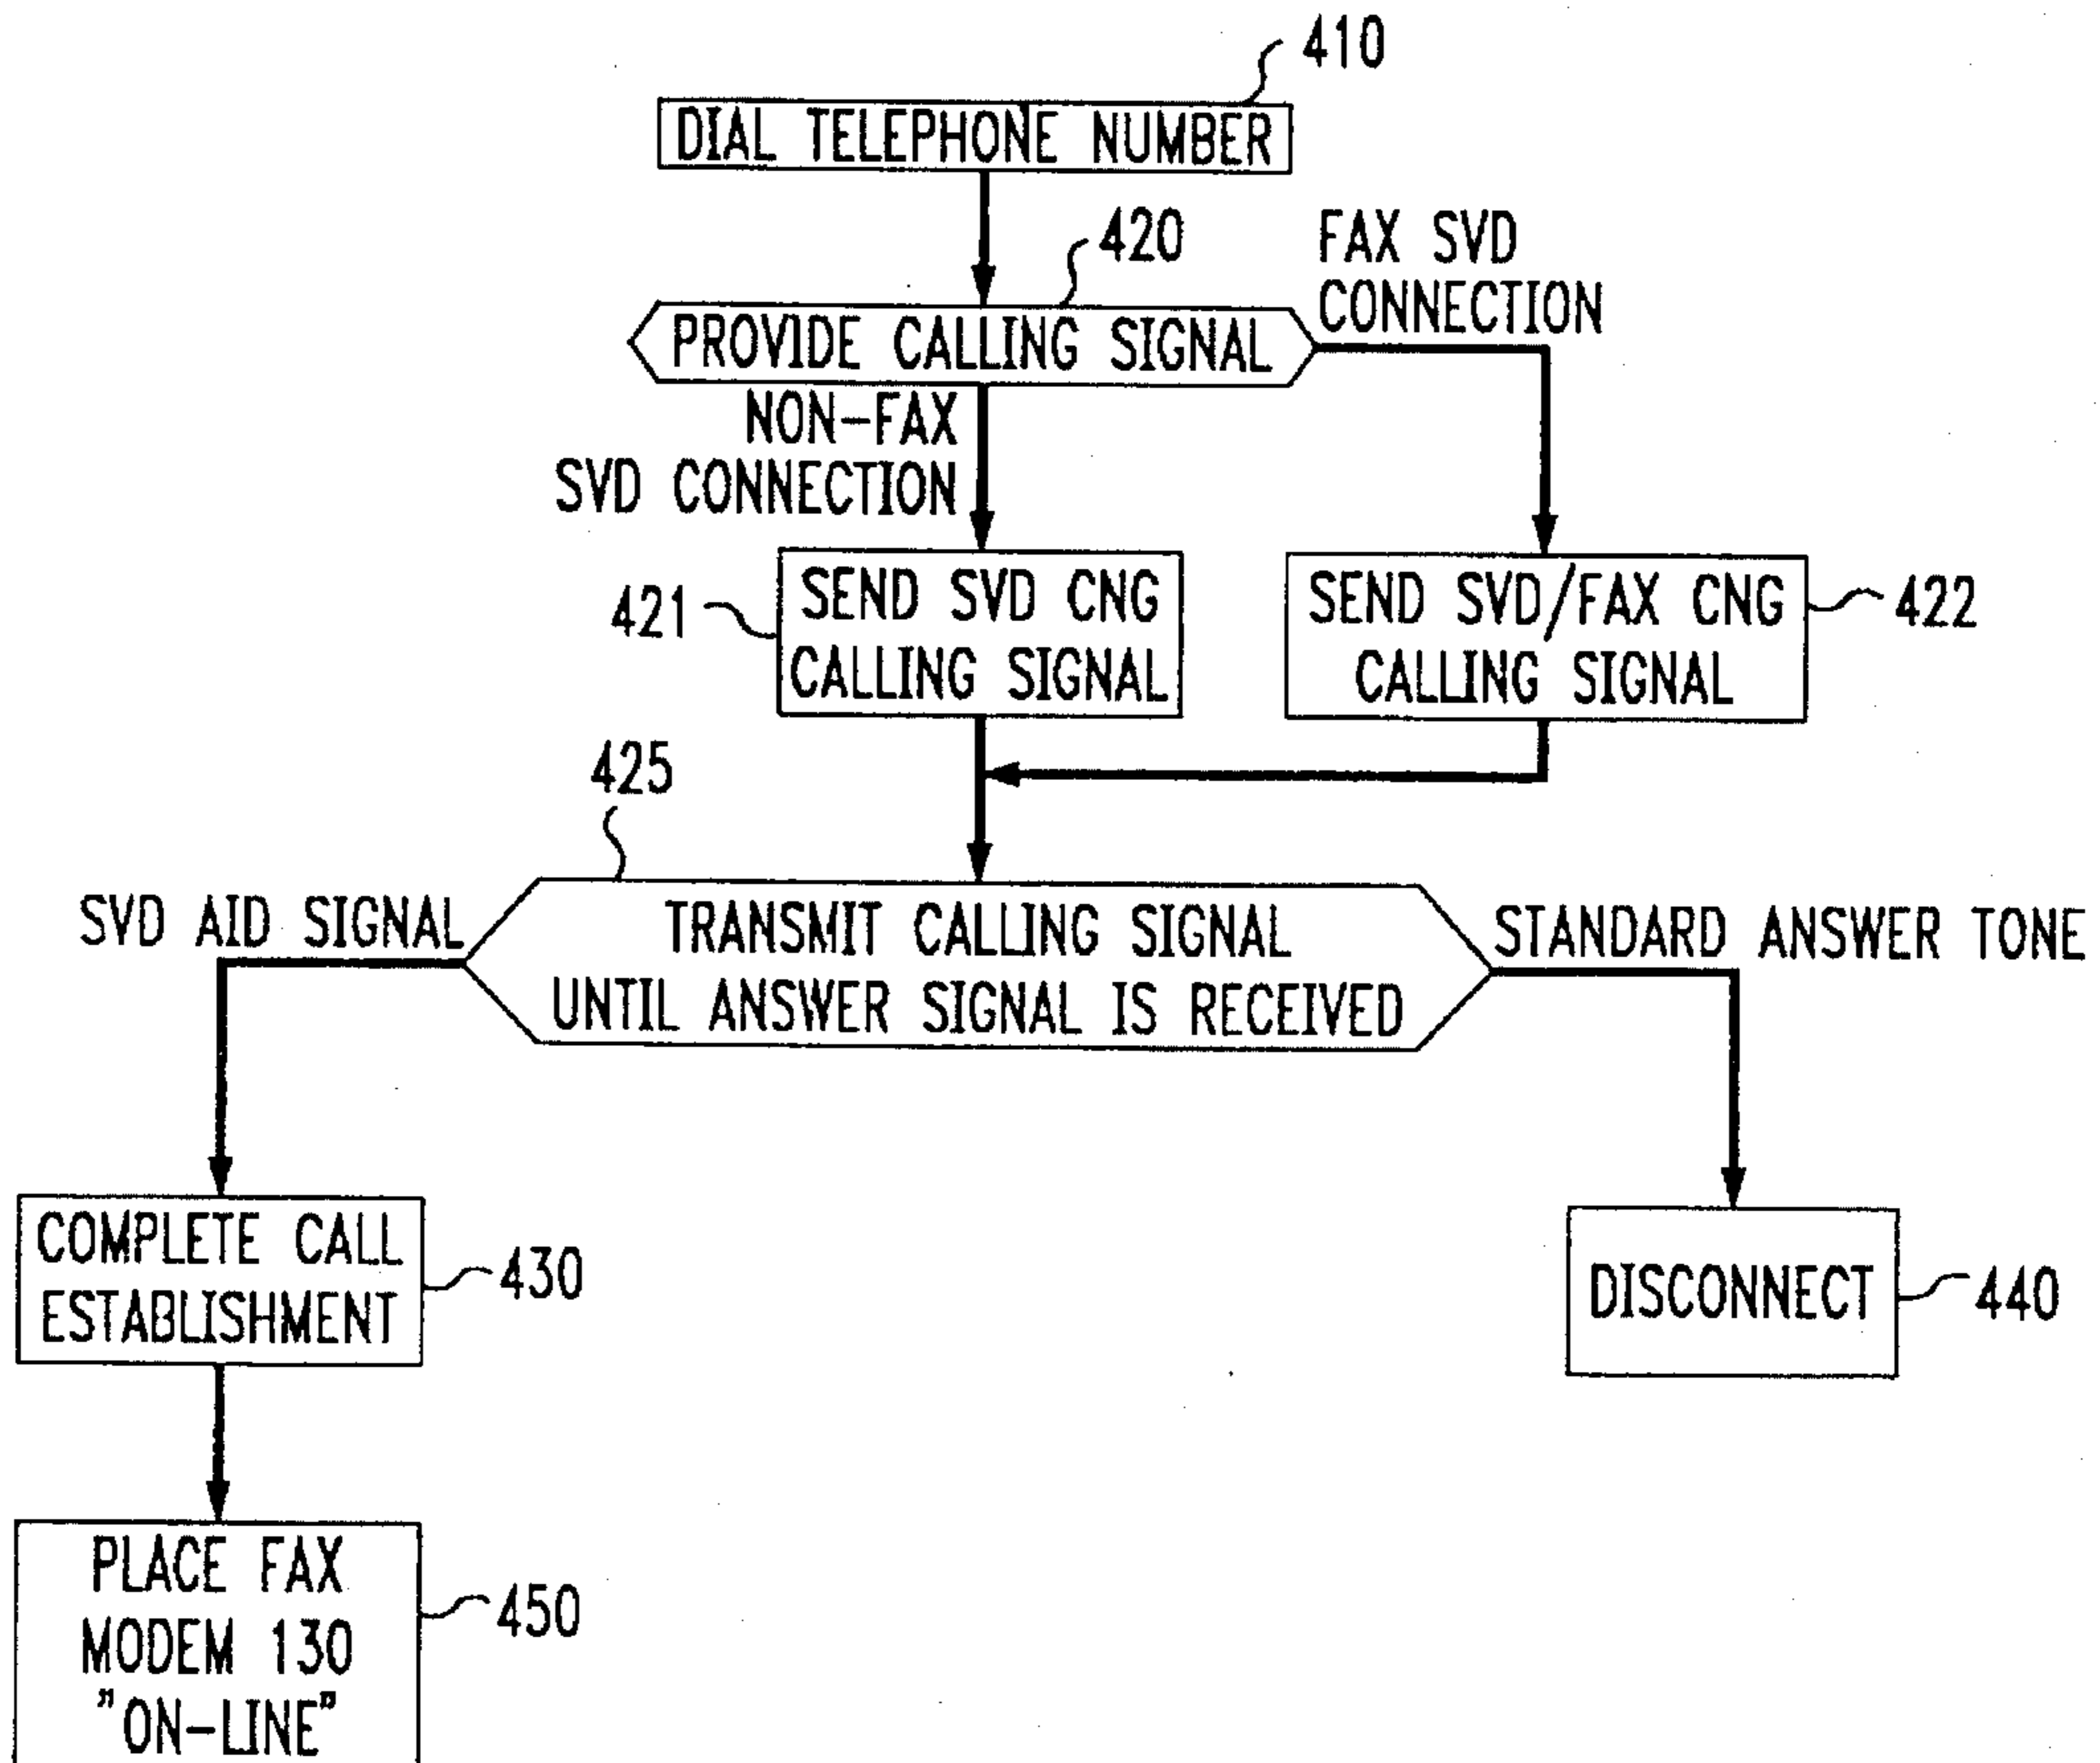 410
DIAL TELEPHONE NUMBER
420
FAX SVD
CONNECTION
PROVIDE CALLING SIGNAL
NON-FAX
SVD CONNECTION
421
SEND SVD CNG
CALLING SIGNAL
SEND SVD/FAX CNG
CALLING SIGNAL
422
425
SVD AID SIGNAL
TRANSMIT CALLING SIGNAL
UNTIL ANSWER SIGNAL IS RECEIVED
STANDARD ANSWER TONE
COMPLETE CALL
ESTABLISHMENT
430
DISCONNECT
440
PLACE FAX
MODEM 130
"ON-LINE"
450